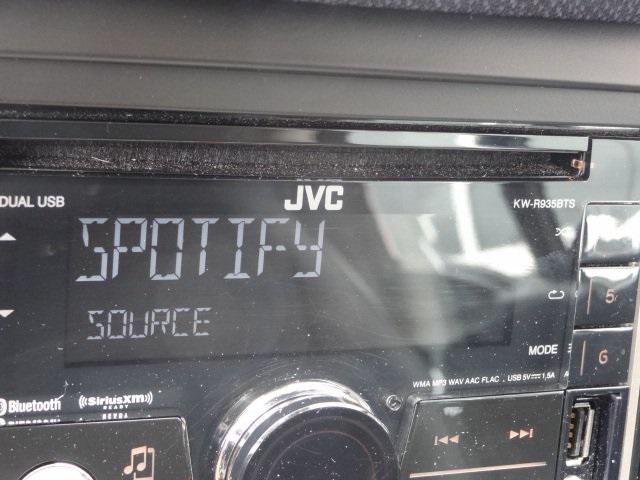 DUAL USB
JVC
KW-R935BTS
SPOTIFY
SOURCE
5
MODE
6
WMA MP3 WAV AAC FLAC
USB 5V 1.5A
Bluetooth
SiriusXM
READY